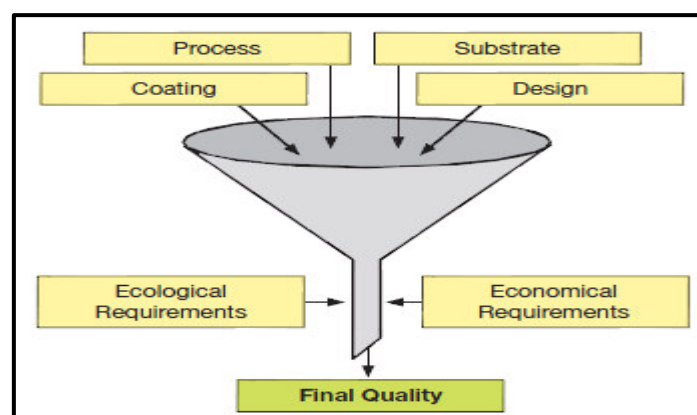 Process
Substrate
Coating
Design
Ecological
Requirements
Economical
Requirements
Final Quality